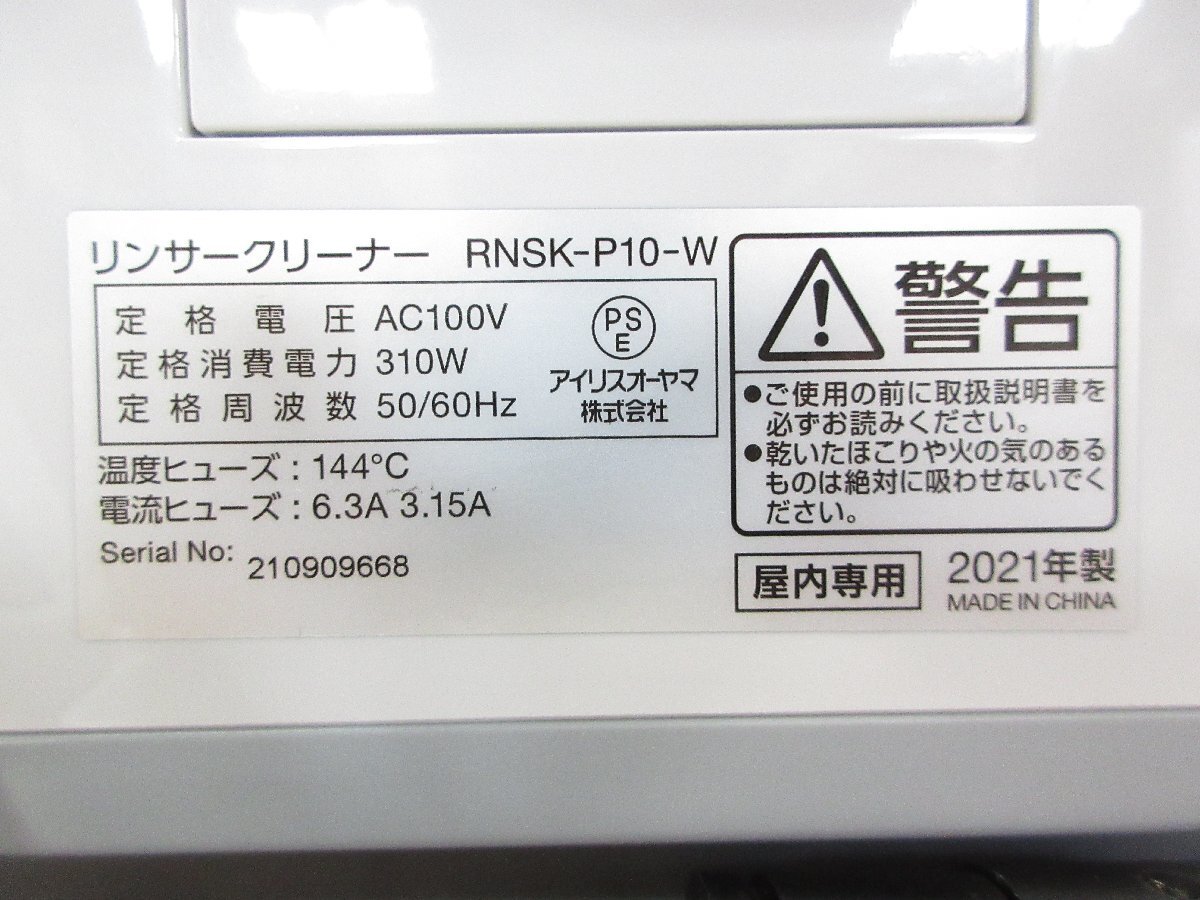 リンサークリーナー RNSK-P10-W
定格電圧 AC100V
定格消費電力 310W
定格周波数 50/60Hz
PS
E
アイリスオーヤマ
株式会社
温度ヒューズ：144℃
電流ヒューズ：6.3A 3.15A
Serial No: 210909668
警告
●ご使用の前に取扱説明書を
必ずお読みください。
●乾いたほこりや火の気のある
ものは絶対に吸わせないでく
ださい。
屋内専用
2021年製
MADE IN CHINA